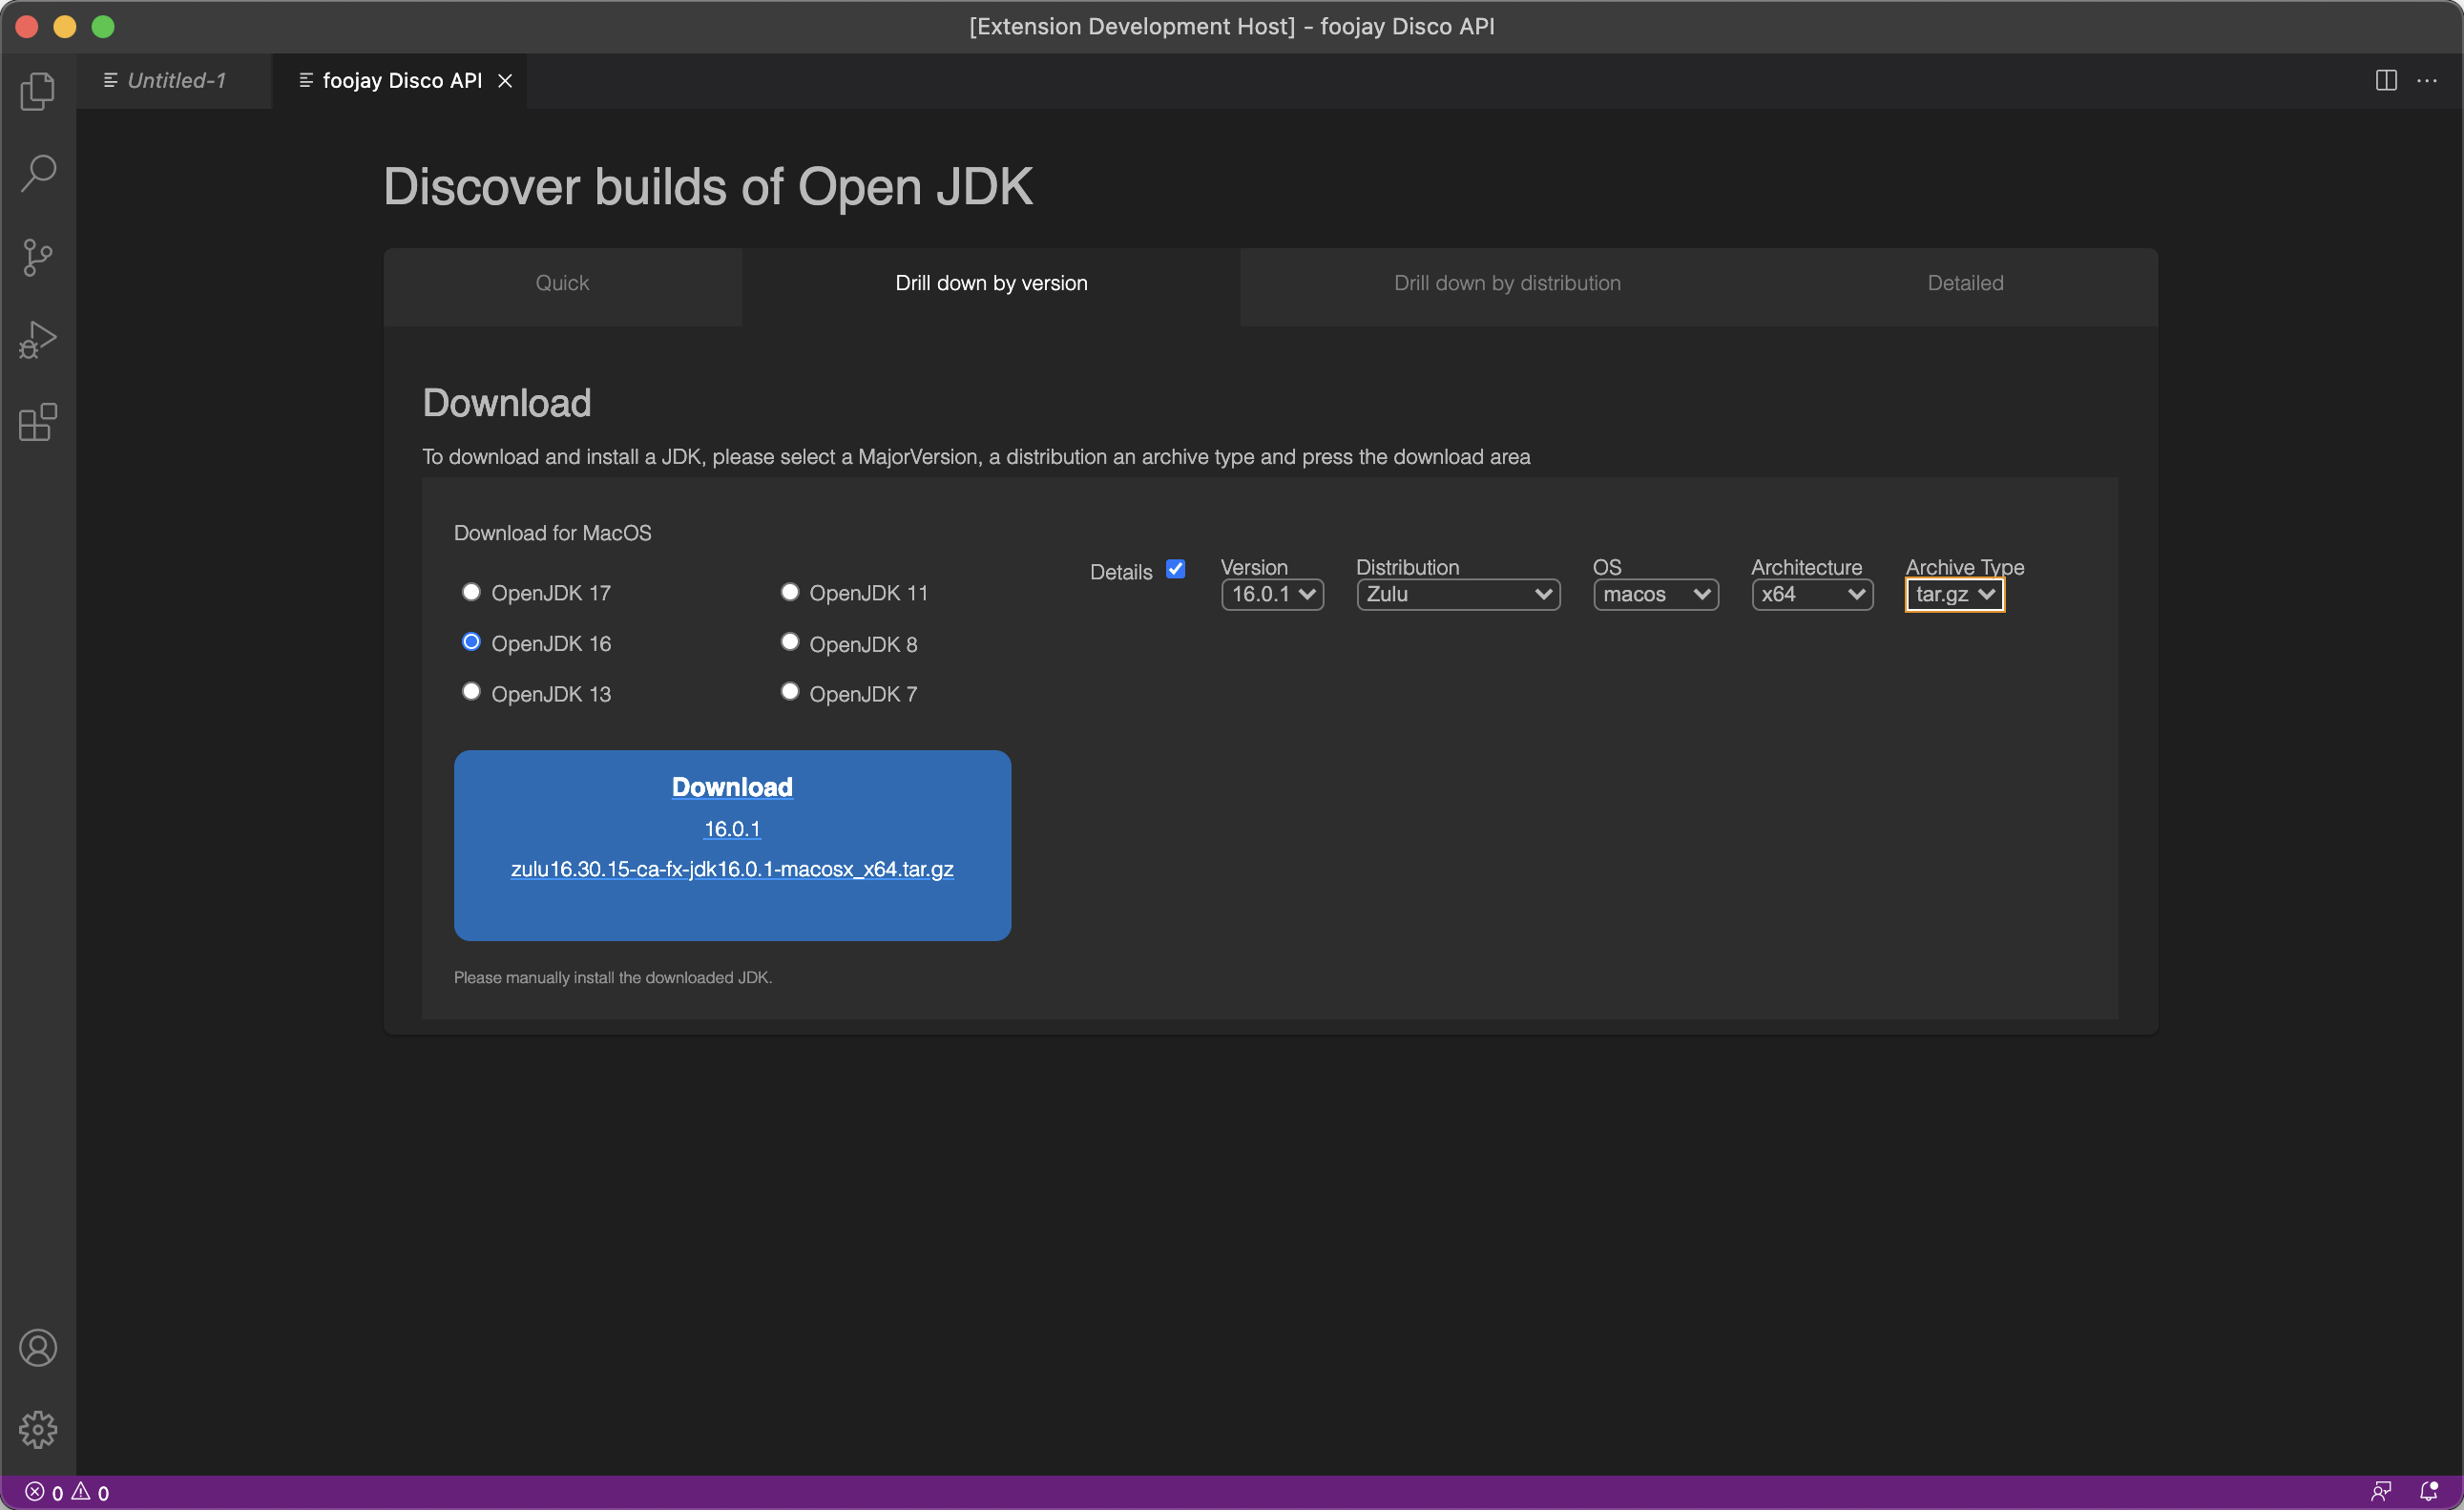 [Extension Development Host] - foojay Disco API
Untitled-1
foojay Disco API
Discover builds of Open JDK
Quick
Drill down by version
Drill down by distribution
Detailed
Download
To download and install a JDK, please select a MajorVersion, a distribution an archive type and press the download area
Download for MacOS
OpenJDK 17
OpenJDK 11
OpenJDK 16
OpenJDK 8
OpenJDK 13
OpenJDK 7
Details
Version
16.0.1
Distribution
Zulu
OS
macos
Architecture
x64
Archive Type
tar.gz
Download
16.0.1
zulu16.30.15-ca-fx-jdk16.0.1-macosx_x64.tar.gz
Please manually install the downloaded JDK.
0 0